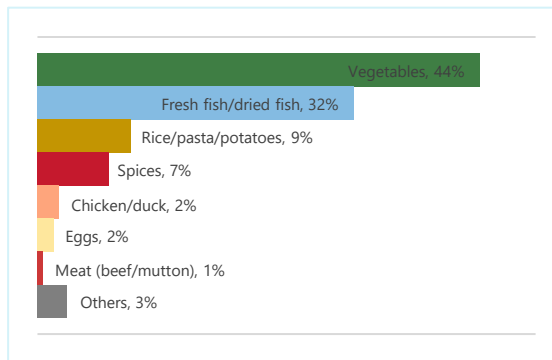 Vegetables, 44%
Fresh fish/dried fish, 32%
Rice/pasta/potatoes, 9%
Spices, 7%
Chicken/duck, 2%
Eggs, 2%
Meat (beef/mutton), 1%
Others, 3%